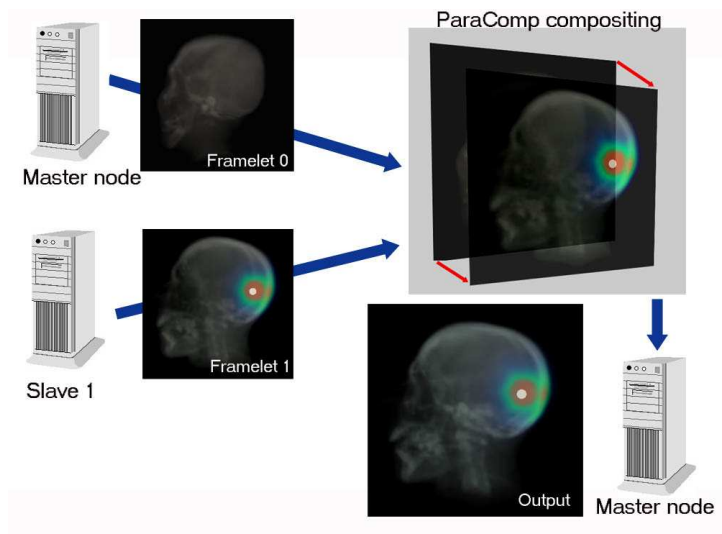 ParaComp compositing
Framelet 0
Master node
Framelet 1
Slave 1
Output
Master node